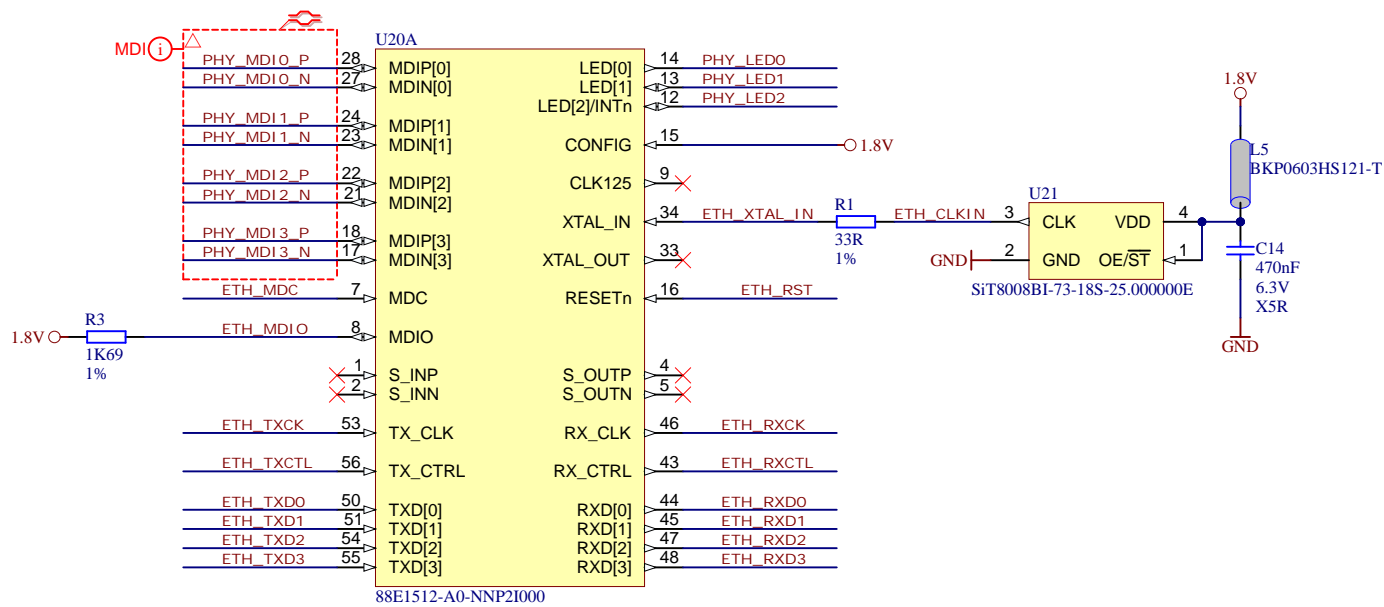 MDI i
U20A
PHY_MDI0_P 28 MDIP[0] LED[0] 14 PHY_LED0
PHY_MDI0_N 27 MDIN[0] LED[1] 13 PHY_LED1
LED[2]/INTn 12 PHY_LED2
PHY_MDI1_P 24 MDIP[1]
PHY_MDI1_N 23 MDIN[1] CONFIG 15 1.8V
PHY_MDI2_P 22 MDIP[2] CLK125 9
PHY_MDI2_N 21 MDIN[2]
XTAL_IN 34 ETH_XTAL_IN R1 ETH_CLKIN
33R
1%
PHY_MDI3_P 18 MDIP[3]
PHY_MDI3_N 17 MDIN[3] XTAL_OUT 33
ETH_MDC 7 MDC RESETn 16 ETH_RST
1.8V R3 ETH_MDIO 8 MDIO
1K69
1%
1 S_INP S_OUTP 4
2 S_INN S_OUTN 5
ETH_TXCK 53 TX_CLK RX_CLK 46 ETH_RXCK
ETH_TXCTL 56 TX_CTRL RX_CTRL 43 ETH_RXCTL
ETH_TXD0 50 TXD[0] RXD[0] 44 ETH_RXD0
ETH_TXD1 51 TXD[1] RXD[1] 45 ETH_RXD1
ETH_TXD2 54 TXD[2] RXD[2] 47 ETH_RXD2
ETH_TXD3 55 TXD[3] RXD[3] 48 ETH_RXD3
88E1512-A0-NNP2I000
U21
3 CLK VDD 4
GND 2 GND OE/ST 1
SiT8008BI-73-18S-25.000000E
1.8V
L5
BKP0603HS121-T
C14
470nF
6.3V
X5R
GND